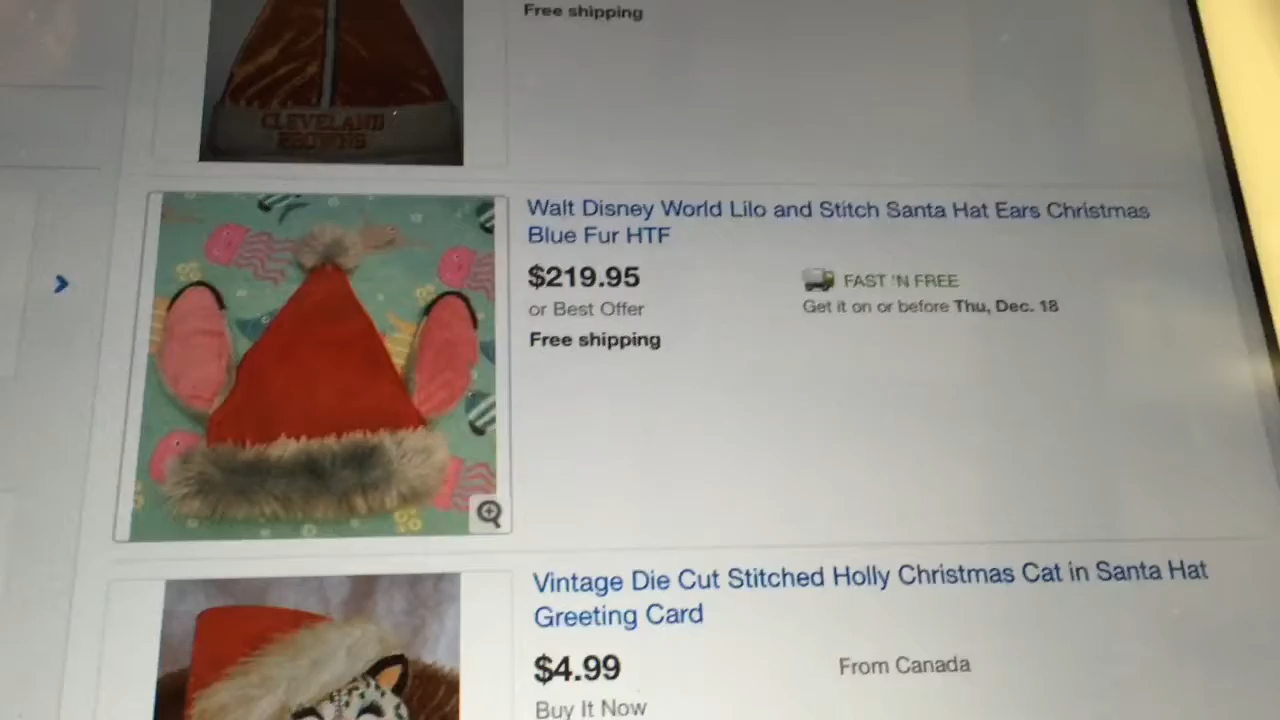 Free shipping
CLEVELAND
BROWNS
Walt Disney World Lilo and Stitch Santa Hat Ears Christmas
Blue Fur HTF
$219.95
FAST 'N FREE
or Best Offer
Get it on or before Thu, Dec. 18
Free shipping
Vintage Die Cut Stitched Holly Christmas Cat in Santa Hat
Greeting Card
$4.99
From Canada
Buy It Now